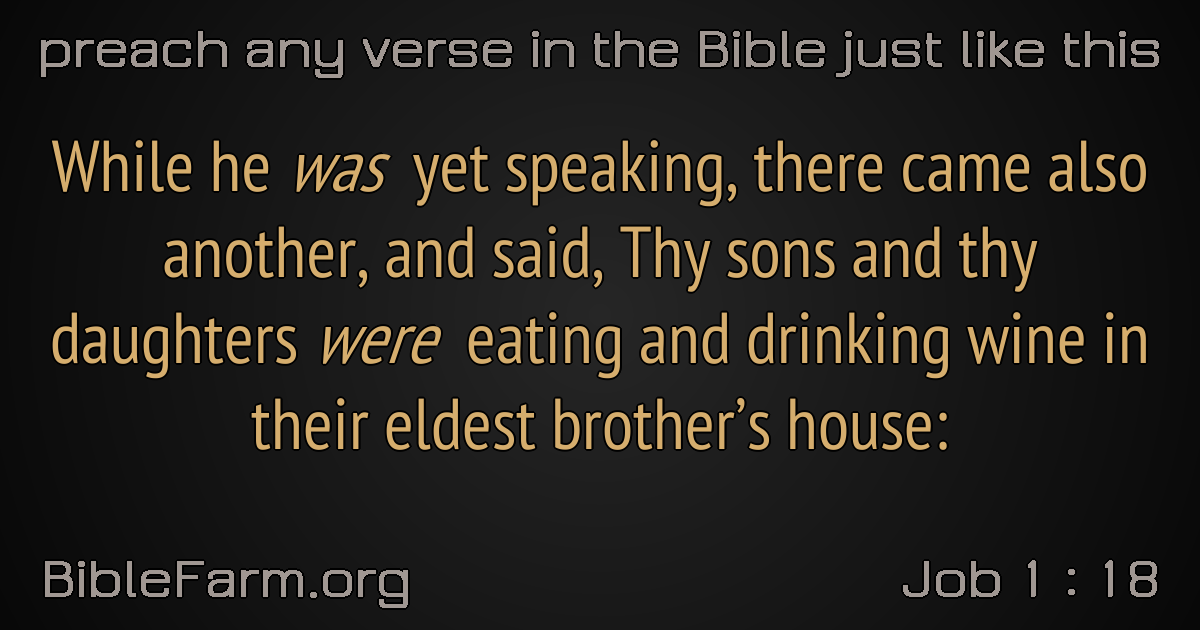 preach any verse in the Bible just like this
While he was yet speaking, there came also
another, and said, Thy sons and thy
daughters were eating and drinking wine in
their eldest brother’s house:
BibleFarm.org
Job 1 : 18